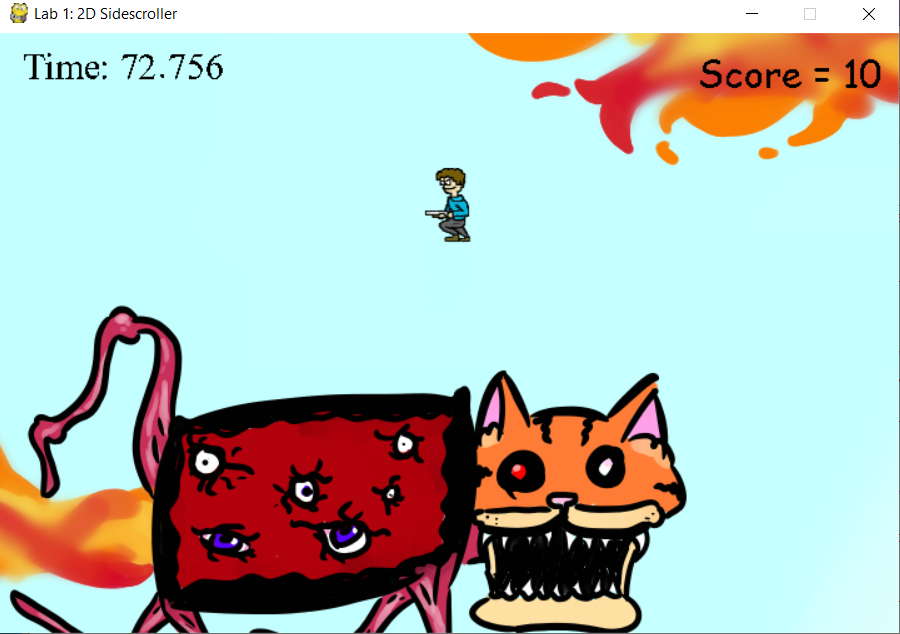 Lab 1: 2D Sidescroller
Time: 72.756
Score = 10